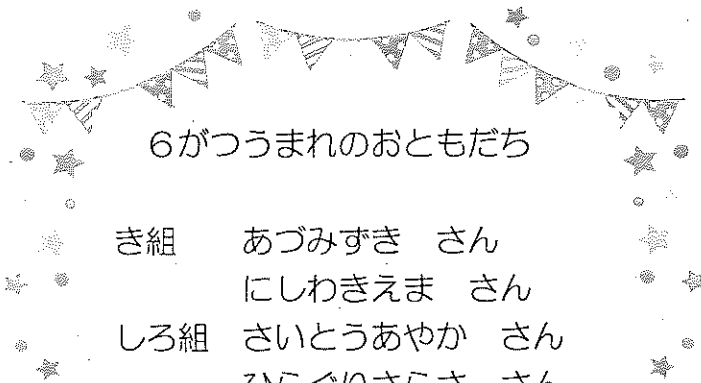 6がつうまれのおともだち
き組 あづみずき さん
にしわきえま さん
しろ組 さいとうあやか さん
さん